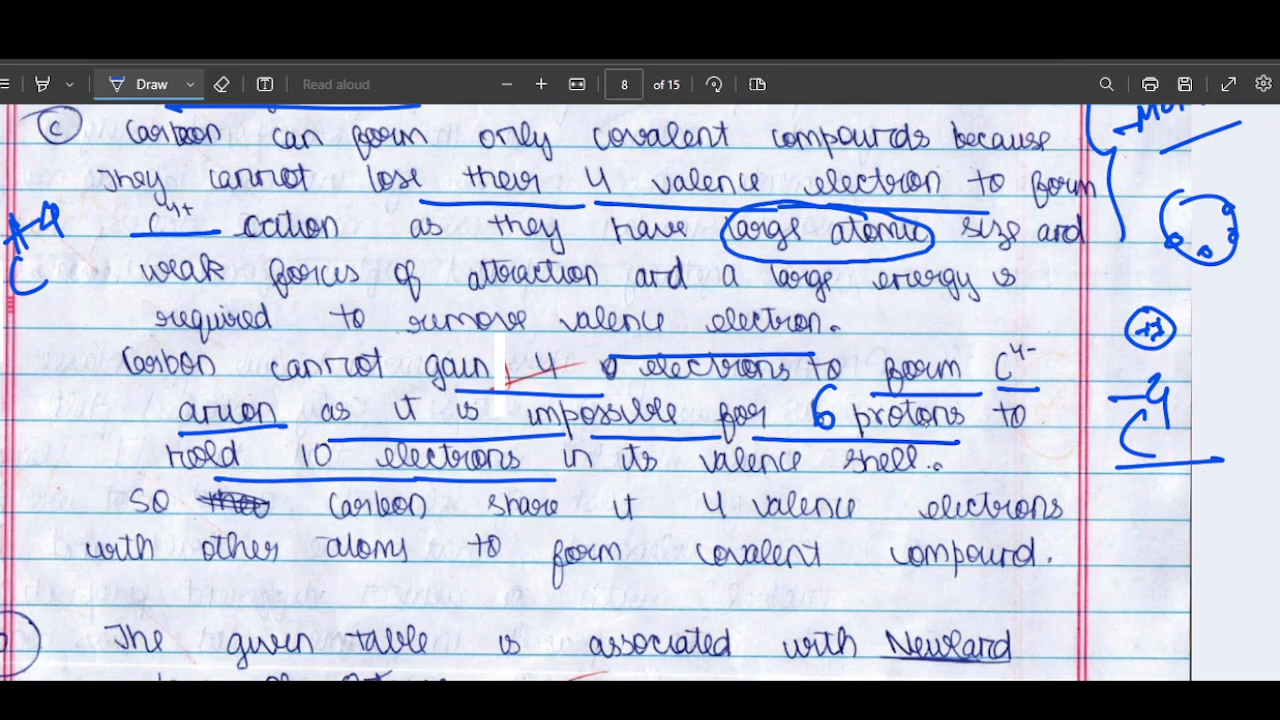 Draw
Read aloud
8 of 15
C Carbon can form only covalent compounds because
They cannot lose their 4 valence electron to form
C4+ cation as they have large atomic size and
weak forces of attraction and a large energy is
required to remove valence electron.
Carbon cannot gain 4 electrons to form C4-
anion as it is impossible for 6 protons to
hold 10 electrons in its valence shell.
So carbon share it 4 valence electrons
with other atoms to form covalent compound.
The given table is associated with Newland
+4
C
-4
C